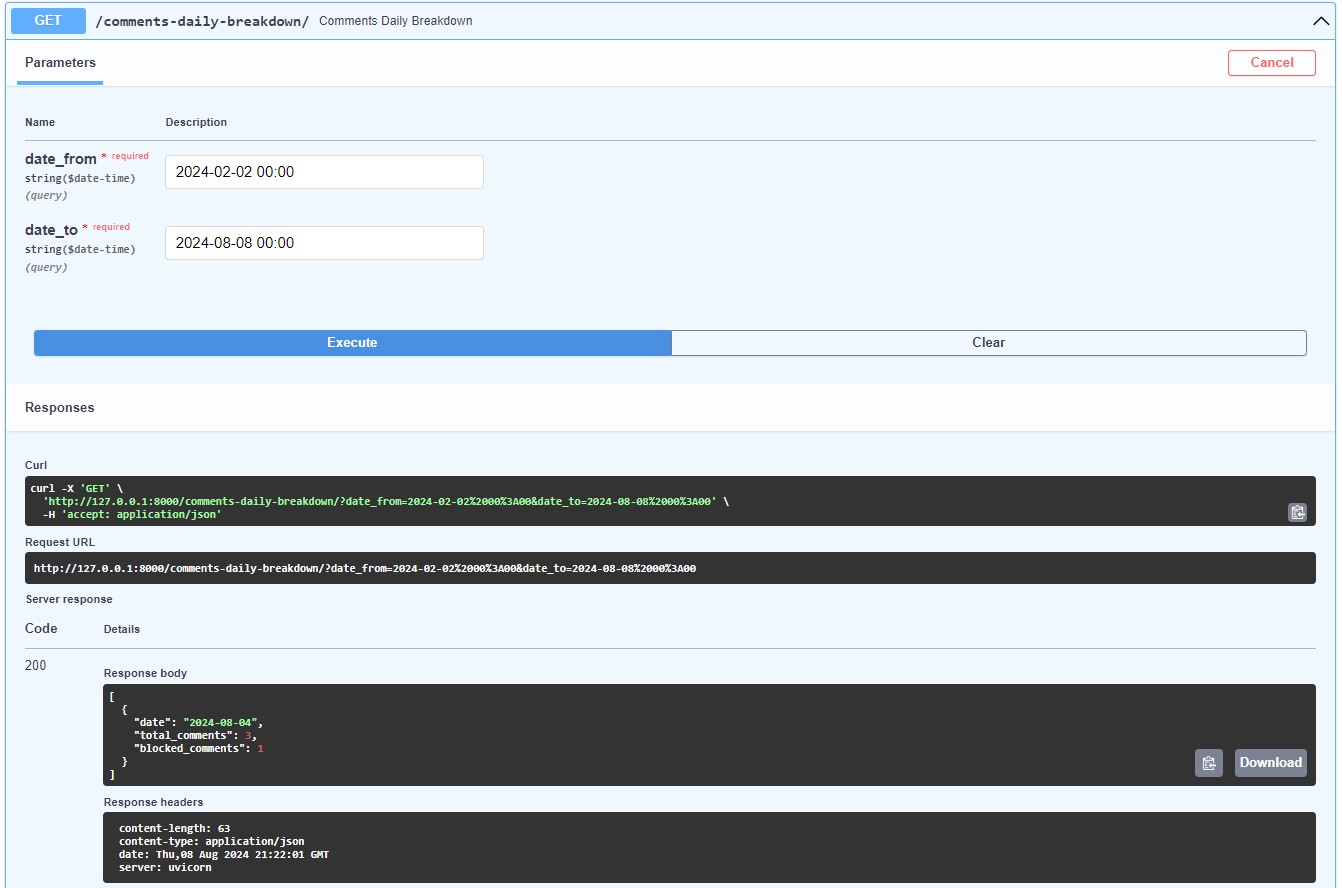 GET /comments-daily-breakdown/ Comments Daily Breakdown
Parameters
Cancel
Name Description
date_from * required
string($date-time)
(query)
2024-02-02 00:00
date_to * required
string($date-time)
(query)
2024-08-08 00:00
Execute Clear
Responses
Curl
curl -X 'GET' \
  'http://127.0.0.1:8000/comments-daily-breakdown/?date_from=2024-02-02%2000%3A00&date_to=2024-08-08%2000%3A00' \
  -H 'accept: application/json'
Request URL
http://127.0.0.1:8000/comments-daily-breakdown/?date_from=2024-02-02%2000%3A00&date_to=2024-08-08%2000%3A00
Server response
Code Details
200
Response body
[
  {
    "date": "2024-08-04",
    "total_comments": 3,
    "blocked_comments": 1
  }
]
Download
Response headers
content-length: 63
content-type: application/json
date: Thu,08 Aug 2024 21:22:01 GMT
server: uvicorn